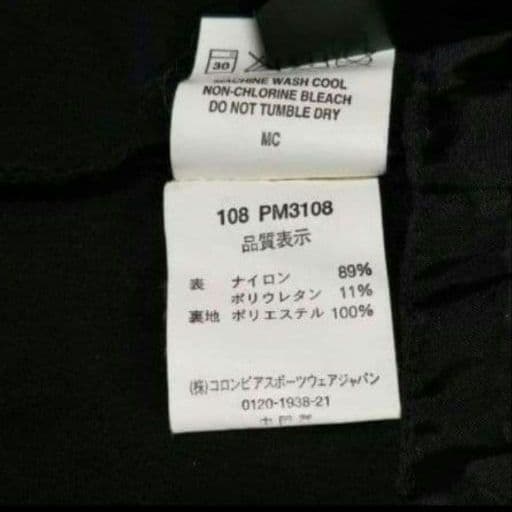 30
MACHINE WASH COOL
NON-CHLORINE BLEACH
DO NOT TUMBLE DRY
MC
108 PM3108
品質表示
表 ナイロン 89%
ポリウレタン 11%
裏地 ポリエステル 100%
(株)コロンビアスポーツウェアジャパン
0120-1938-21